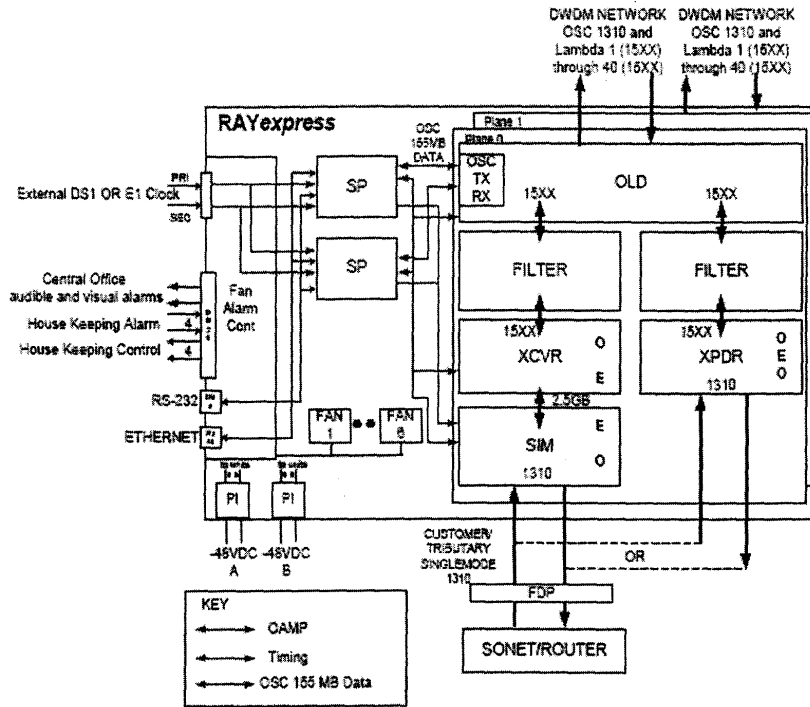 DWDM NETWORK
OSC 1310 and
Lambda 1 (15XX)
through 40 (15XX)
DWDM NETWORK
OSC 1310 and
Lambda 1 (15XX)
through 40 (15XX)
RAYexpress
Plane 1
Plane 0
OSC
155MB
DATA
OSC
TX
RX
OLD
15XX
15XX
PRI
External DS1 OR E1 Clock
SEC
SP
SP
FILTER
FILTER
Central Office
audible and visual alarms
House Keeping Alarm
4
House Keeping Control
4
Fan
Alarm
Cont
15XX
XCVR
O
E
15XX
XPDR
O
E
O
1310
2.5GB
RS-232
ETHERNET
FAN
1
FAN
6
SIM
E
O
1310
PI
PI
-48VDC
A
-48VDC
B
CUSTOMER/
TRIBUTARY
SINGLEMODE
1310
OR
FDP
SONET/ROUTER
KEY
CAMP
Timing
OSC 155 MB Data